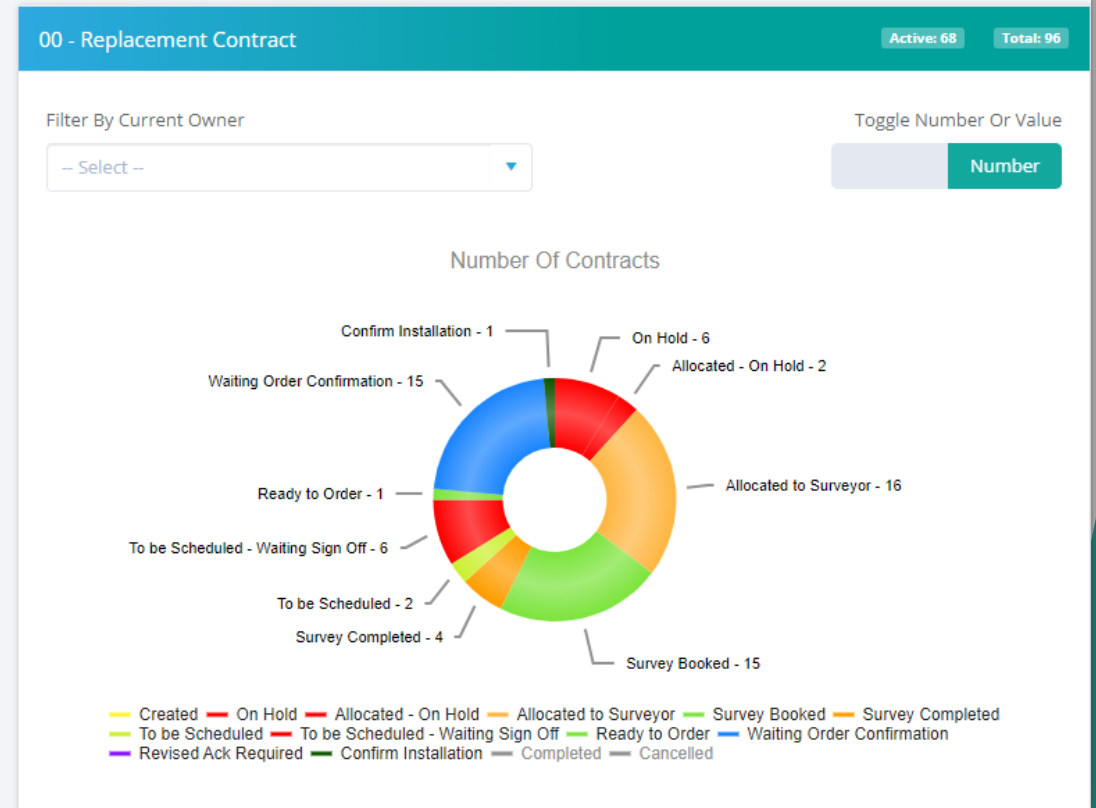 00 - Replacement Contract
Active: 68
Total: 96
Filter By Current Owner
Toggle Number Or Value
-- Select --
Number
Number Of Contracts
Confirm Installation - 1
On Hold - 6
Allocated - On Hold - 2
Waiting Order Confirmation - 15
Allocated to Surveyor - 16
Ready to Order - 1
To be Scheduled - Waiting Sign Off - 6
To be Scheduled - 2
Survey Completed - 4
Survey Booked - 15
Created On Hold Allocated - On Hold Allocated to Surveyor Survey Booked Survey Completed
To be Scheduled To be Scheduled - Waiting Sign Off Ready to Order Waiting Order Confirmation
Revised Ack Required Confirm Installation Completed Cancelled